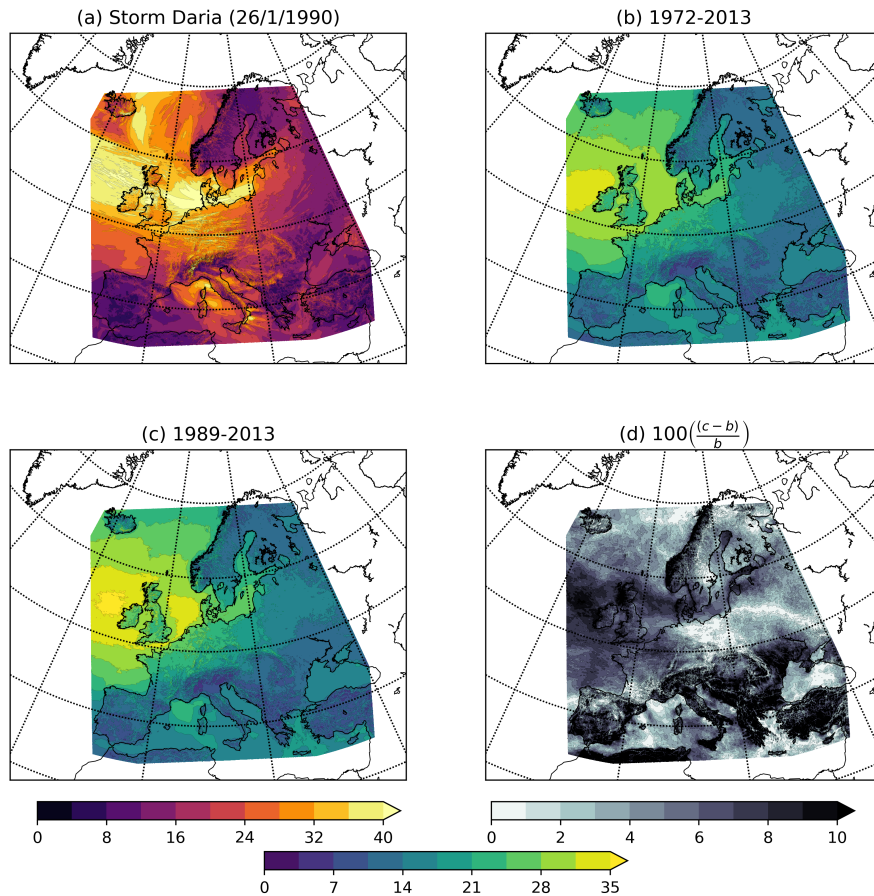 (a) Storm Daria (26/1/1990)
(b) 1972-2013
(c) 1989-2013
(d) 100((c − b)/b)
0 8 16 24 32 40
0 2 4 6 8 10
0 7 14 21 28 35